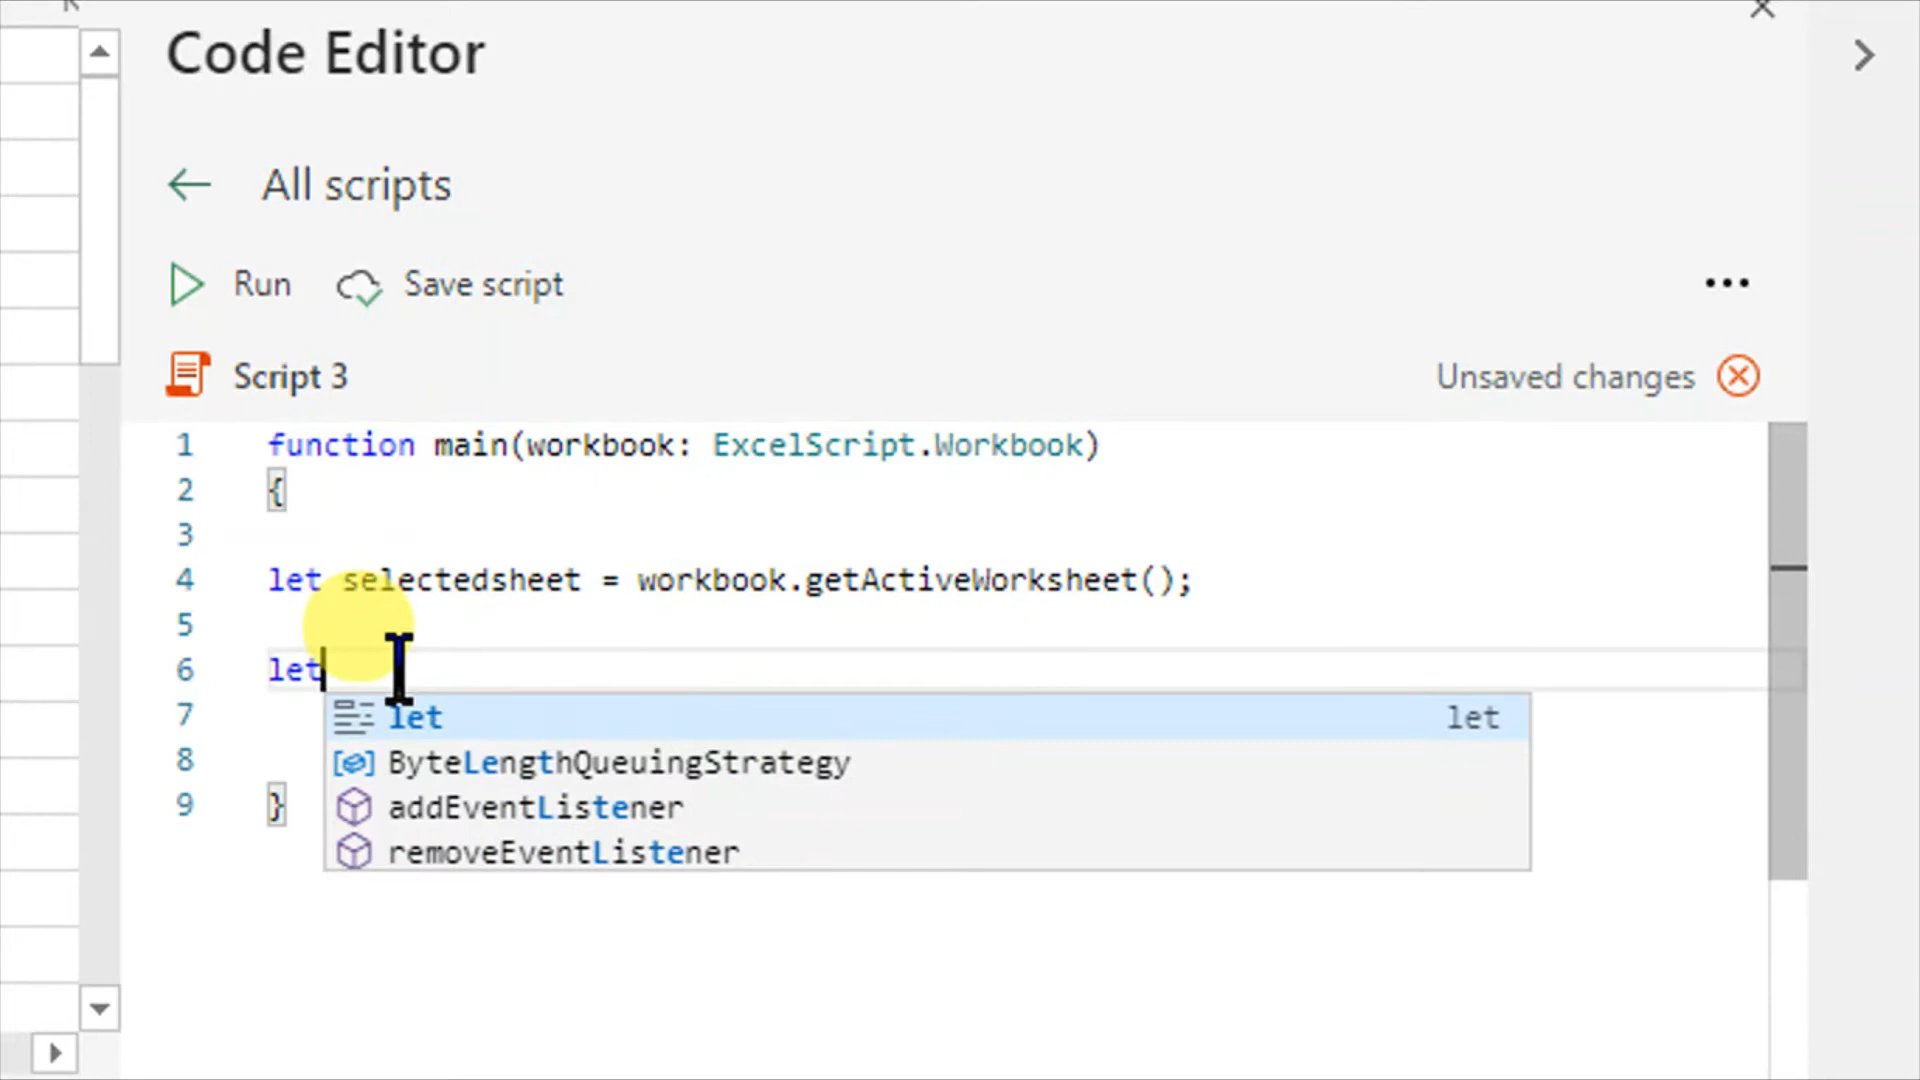 Code Editor
All scripts
Run Save script
Script 3 Unsaved changes
1 function main(workbook: ExcelScript.Workbook)
2 {
3
4 let selectedsheet = workbook.getActiveWorksheet();
5
6 let
7 let let
8 ByteLengthQueuingStrategy
9 } addEventListener
removeEventListener